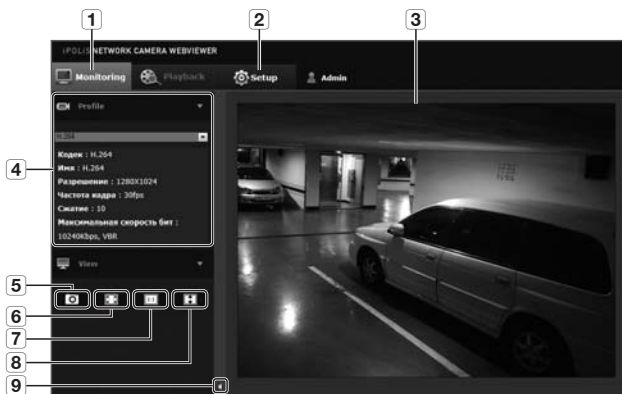 1
2
3
iPOLiS NETWORK CAMERA WEBVIEWER
Monitoring Playback Setup Admin
Profile
H.264
4
Кодек : H.264
Имя : H.264
Разрешение : 1280X1024
Частота кадра : 30fps
Сжатие : 10
Максимальная скорость бит :
10240Kbps, VBR
View
5
6
7
8
9